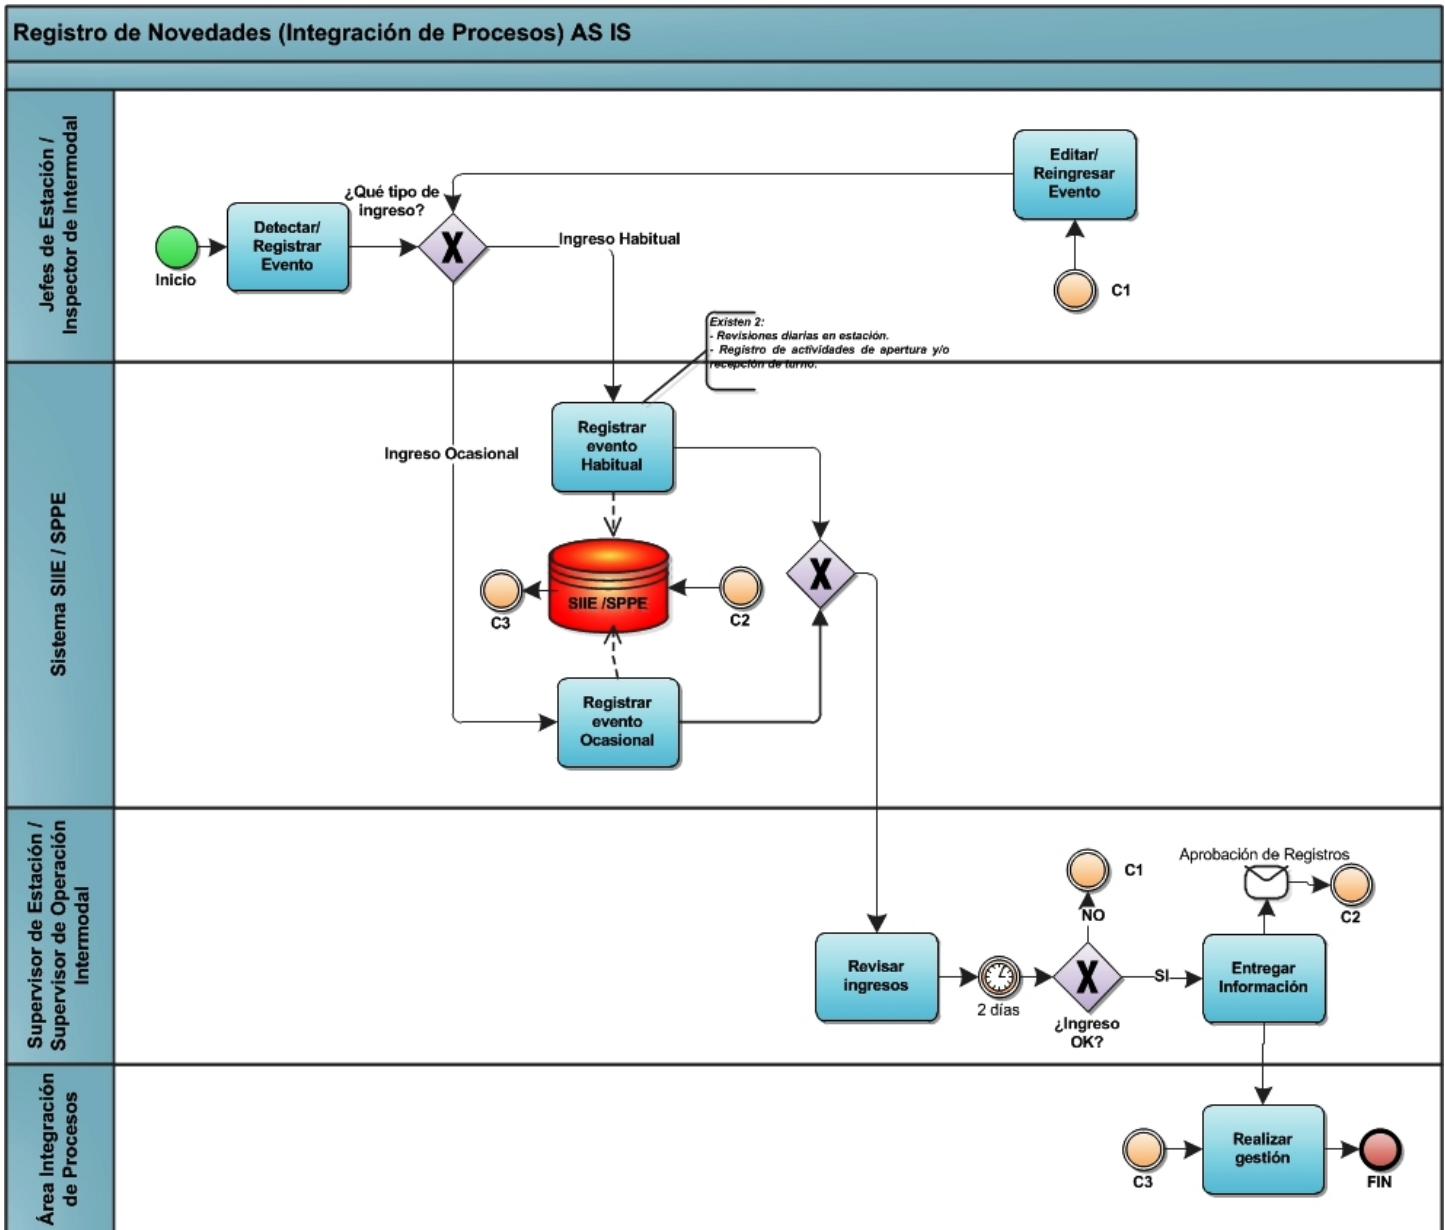 Registro de Novedades (Integración de Procesos) AS IS
Jefes de Estación /
Inspector de Intermodal
Inicio
Detectar/
Registrar
Evento
¿Qué tipo de
ingreso?
X
Ingreso Habitual
Editar/
Reingresar
Evento
C1
Existen 2:
- Revisiones diarias en estación.
- Registro de actividades de apertura y/o
recepción de turno.
Sistema SIIE / SPPE
Ingreso Ocasional
Registrar
evento
Habitual
SIIE /SPPE
C3
C2
X
Registrar
evento
Ocasional
Supervisor de Estación /
Supervisor de Operación
Intermodal
Revisar
ingresos
2 días
X
¿Ingreso
OK?
NO
C1
SI
Entregar
Información
Aprobación de Registros
C2
Área Integración
de Procesos
C3
Realizar
gestión
FIN